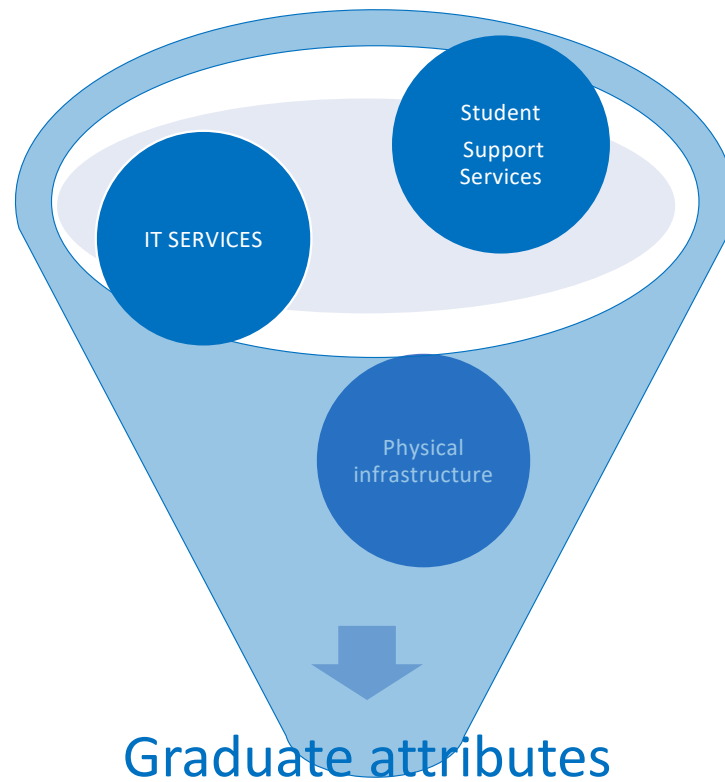 Student
Support
Services
IT SERVICES
Physical
infrastructure
Graduate attributes